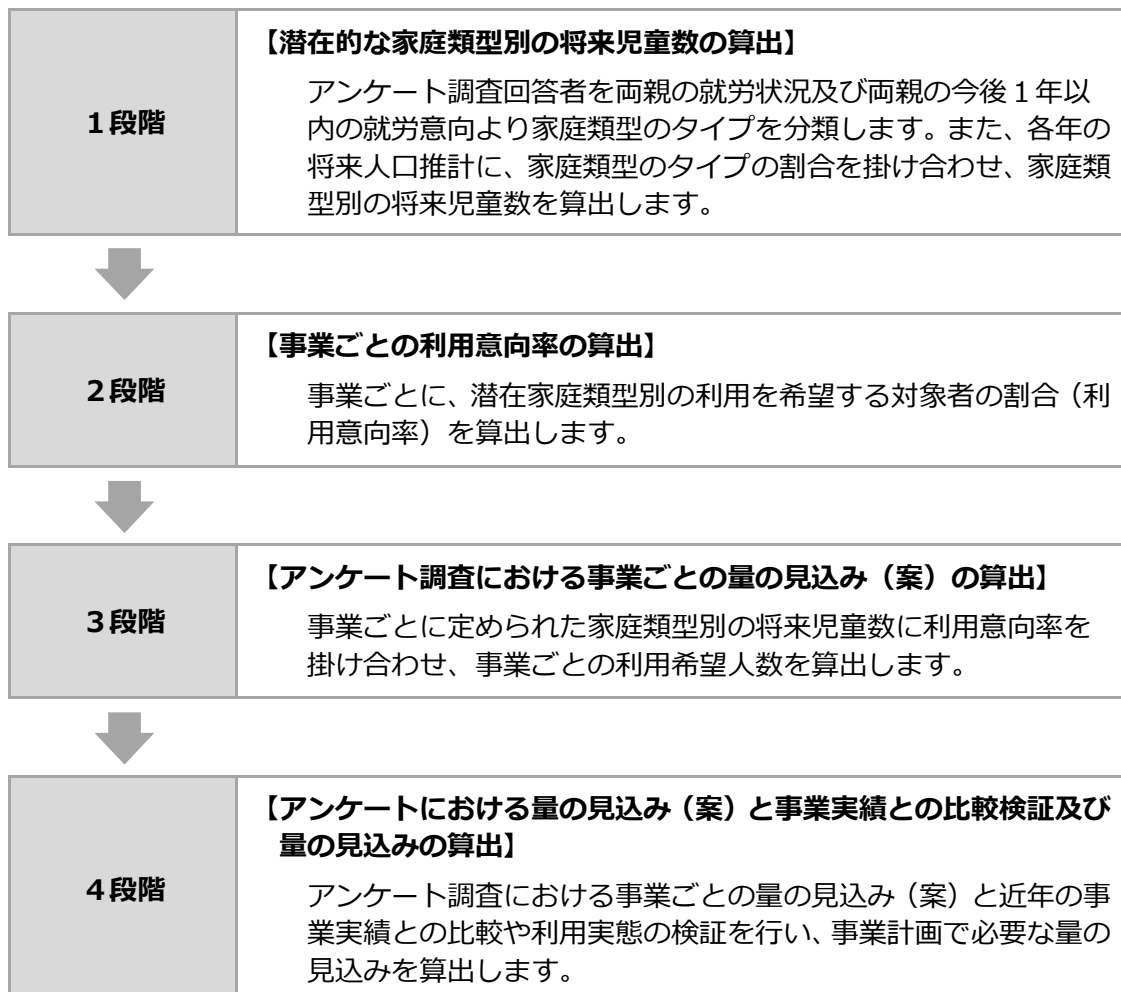 1段階
【潜在的な家庭類型別の将来児童数の算出】
アンケート調査回答者を両親の就労状況及び両親の今後1年以
内の就労意向より家庭類型のタイプを分類します。また、各年の
将来人口推計に、家庭類型のタイプの割合を掛け合わせ、家庭類
型別の将来児童数を算出します。
2段階
【事業ごとの利用意向率の算出】
事業ごとに、潜在家庭類型別の利用を希望する対象者の割合（利
用意向率）を算出します。
3段階
【アンケート調査における事業ごとの量の見込み（案）の算出】
事業ごとに定められた家庭類型別の将来児童数に利用意向率を
掛け合わせ、事業ごとの利用希望人数を算出します。
4段階
【アンケートにおける量の見込み（案）と事業実績との比較検証及び
量の見込みの算出】
アンケート調査における事業ごとの量の見込み（案）と近年の事
業実績との比較や利用実態の検証を行い、事業計画で必要な量の
見込みを算出します。